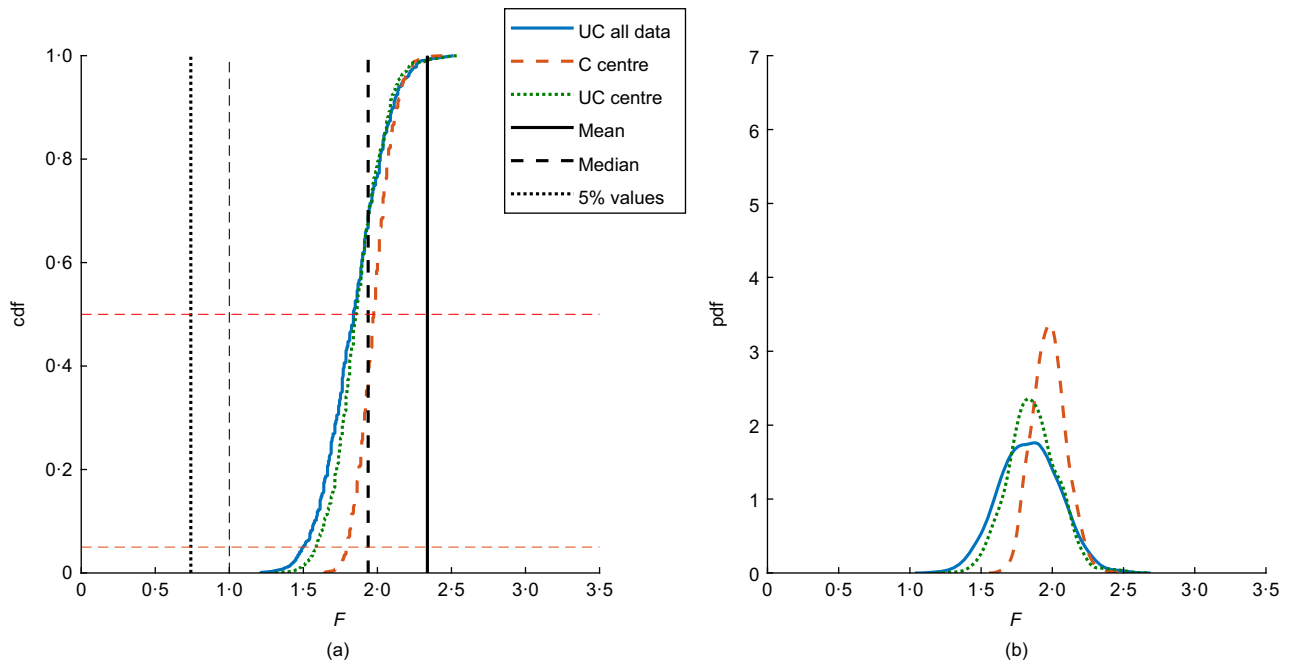 UC all data
C centre
UC centre
Mean
Median
5% values
1·0
0·8
0·6
0·4
0·2
0
cdf
0 0·5 1·0 1·5 2·0 2·5 3·0 3·5
F
(a)
7
6
5
4
3
2
1
0
pdf
0 0·5 1·0 1·5 2·0 2·5 3·0 3·5
F
(b)